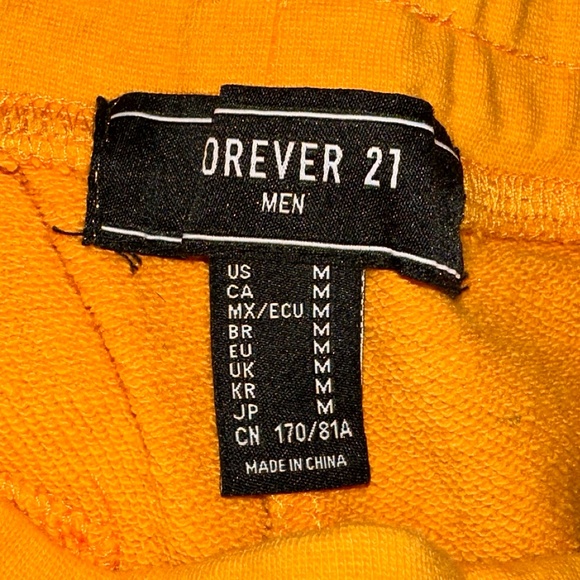 OREVER 21
MEN
US M
CA M
MX/ECU M
BR M
EU M
UK M
KR M
JP M
CN 170/81A
MADE IN CHINA